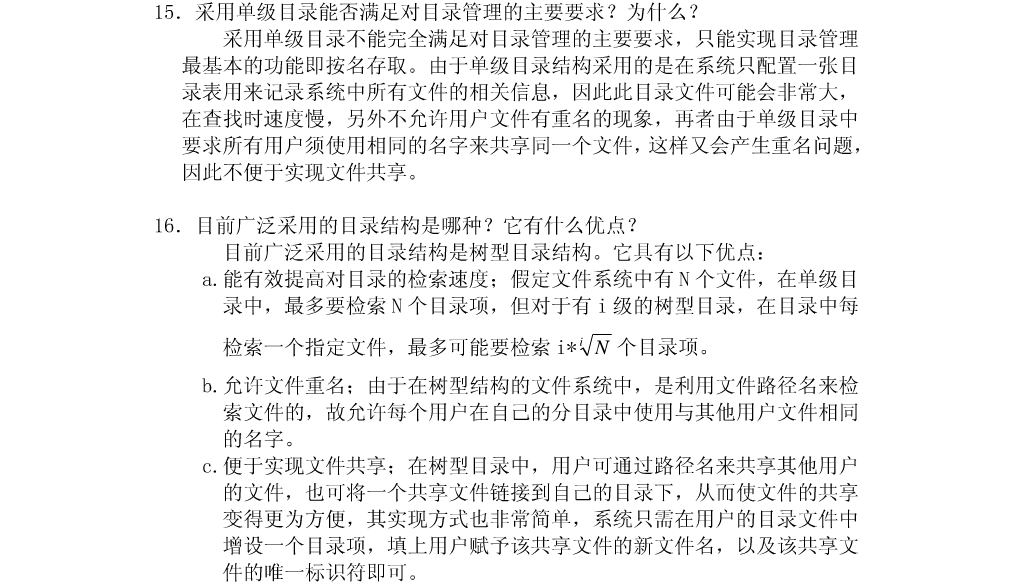 15. 采用单级目录能否满足对目录管理的主要要求？为什么？
采用单级目录不能完全满足对目录管理的主要要求，只能实现目录管理
最基本的功能即按名存取。由于单级目录结构采用的是在系统只配置一张目
录表用来记录系统中所有文件的相关信息，因此此目录文件可能会非常大，
在查找时速度慢，另外不允许用户文件有重名的现象，再者由于单级目录中
要求所有用户须使用相同的名字来共享同一个文件，这样又会产生重名问题，
因此不便于实现文件共享。
16. 目前广泛采用的目录结构是哪种？它有什么优点？
目前广泛采用的目录结构是树型目录结构。它具有以下优点：
a. 能有效提高对目录的检索速度；假定文件系统中有 N 个文件，在单级目
录中，最多要检索 N 个目录项，但对于有 i 级的树型目录，在目录中每
检索一个指定文件，最多可能要检索 i*ⁱ√N 个目录项。
b. 允许文件重名；由于在树型结构的文件系统中，是利用文件路径名来检
索文件的，故允许每个用户在自己的分目录中使用与其他用户文件相同
的名字。
c. 便于实现文件共享；在树型目录中，用户可通过路径名来共享其他用户
的文件，也可将一个共享文件链接到自己的目录下，从而使文件的共享
变得更为方便，其实现方式也非常简单，系统只需在用户的目录文件中
增设一个目录项，填上用户赋予该共享文件的新文件名，以及该共享文
件的唯一标识符即可。